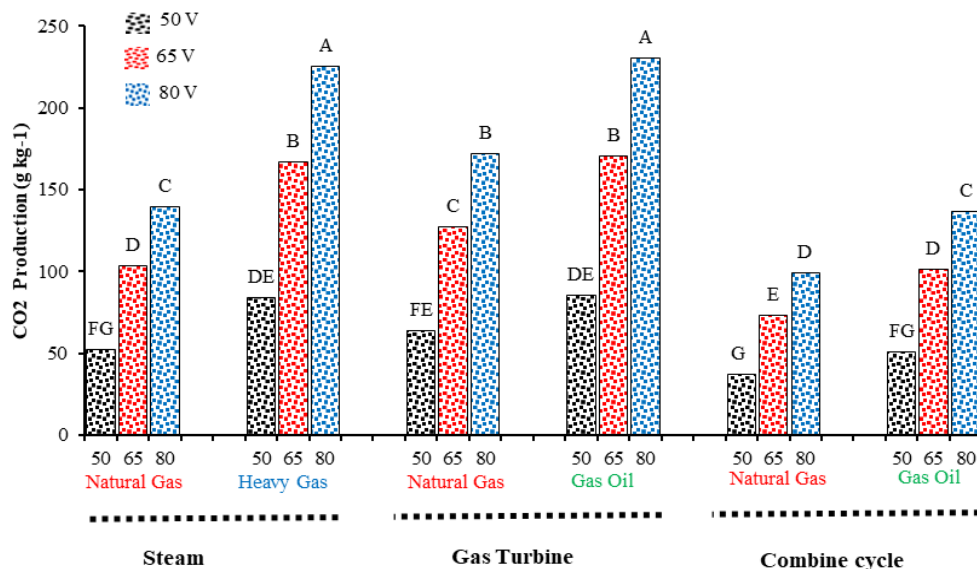 CO2 Production (g kg-1)
250
200
150
100
50
0
50 V
65 V
80 V
FG
D
C
DE
B
A
FE
C
B
DE
B
A
G
E
D
FG
D
C
50 65 80 50 65 80 50 65 80 50 65 80 50 65 80 50 65 80
Natural Gas Heavy Gas Natural Gas Gas Oil Natural Gas Gas Oil
Steam Gas Turbine Combine cycle